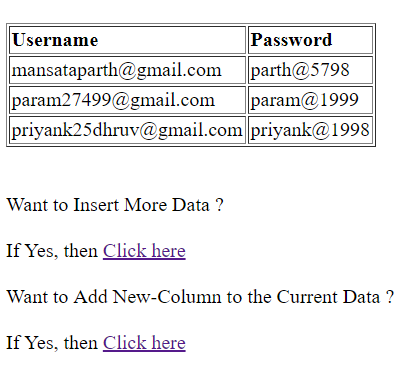 Username Password
mansataparth@gmail.com parth@5798
param27499@gmail.com param@1999
priyank25dhruv@gmail.com priyank@1998
Want to Insert More Data ?
If Yes, then Click here
Want to Add New-Column to the Current Data ?
If Yes, then Click here